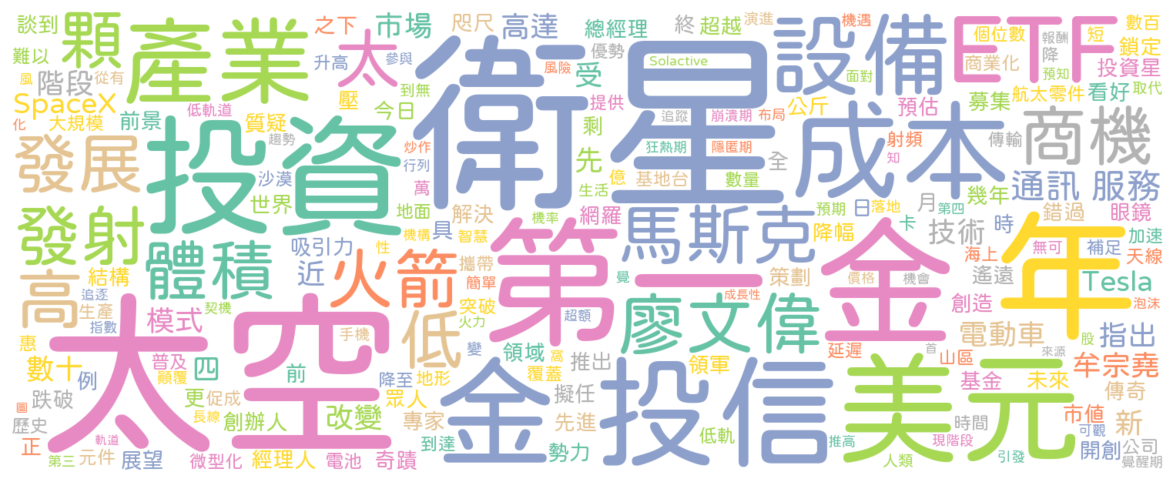 談到
顆
產業
之下
市場
咫尺
高達
總經理
終
超越
演進
機遇
設備
ETF
個位數
短
數百
報酬
降
鎖定
難以
階段
從有
升高
太
參與
優勢
風險
受
Solactive
面對
商業化
預知
投資星
風
SpaceX
低軌道
壓
今日
到無
提供
衛星
追蹤
崩潰期
布局
公斤
預估
募集
航太零件
看好
取代
化
大規模
前景
質疑
趨勢
炒作
剩
狂熱期
隱匿期
成本
射頻
傳輸
商機
發展
投資
行列
先
全
知
沙漠
萬
生活
億
基地台
數量
幾年
通訊
服務
世界
地面
解決
網羅
機率
馬斯克
預期
日
落地
卡
月
第四
錯過
眼鏡
發射
體積
吸引力
具
智慧
性
機構
第一
降幅
金
技術
時
年
無可
補足
加速
海上
天線
高
結構
近
火箭
攜帶
簡單
覺
策劃
價格
機會
遙遠
Tesla
追逐
生產
指數
契機
低
突破
火力
成長性
超額
廖文偉
創造
泡沫
惠
模式
手機
變
電動車
股
指出
數十
普及
顛覆
四
太空
領域
窩
推出
領軍
延遲
首
來源
牟宗堯
例
前
降至
地形
覆蓋
金投信
美元
山區
基金
未來
跌破
更
促成
眾人
擬任
傳奇
歷史
長線
創辦人
改變
專家
先進
市值
新
圖
正
軌道
到達
低軌
時間
可觀
第三
元件
展望
微型化
經理人
電池
奇蹟
勢力
推高
現階段
人類
引發
開創
公司
覺醒期